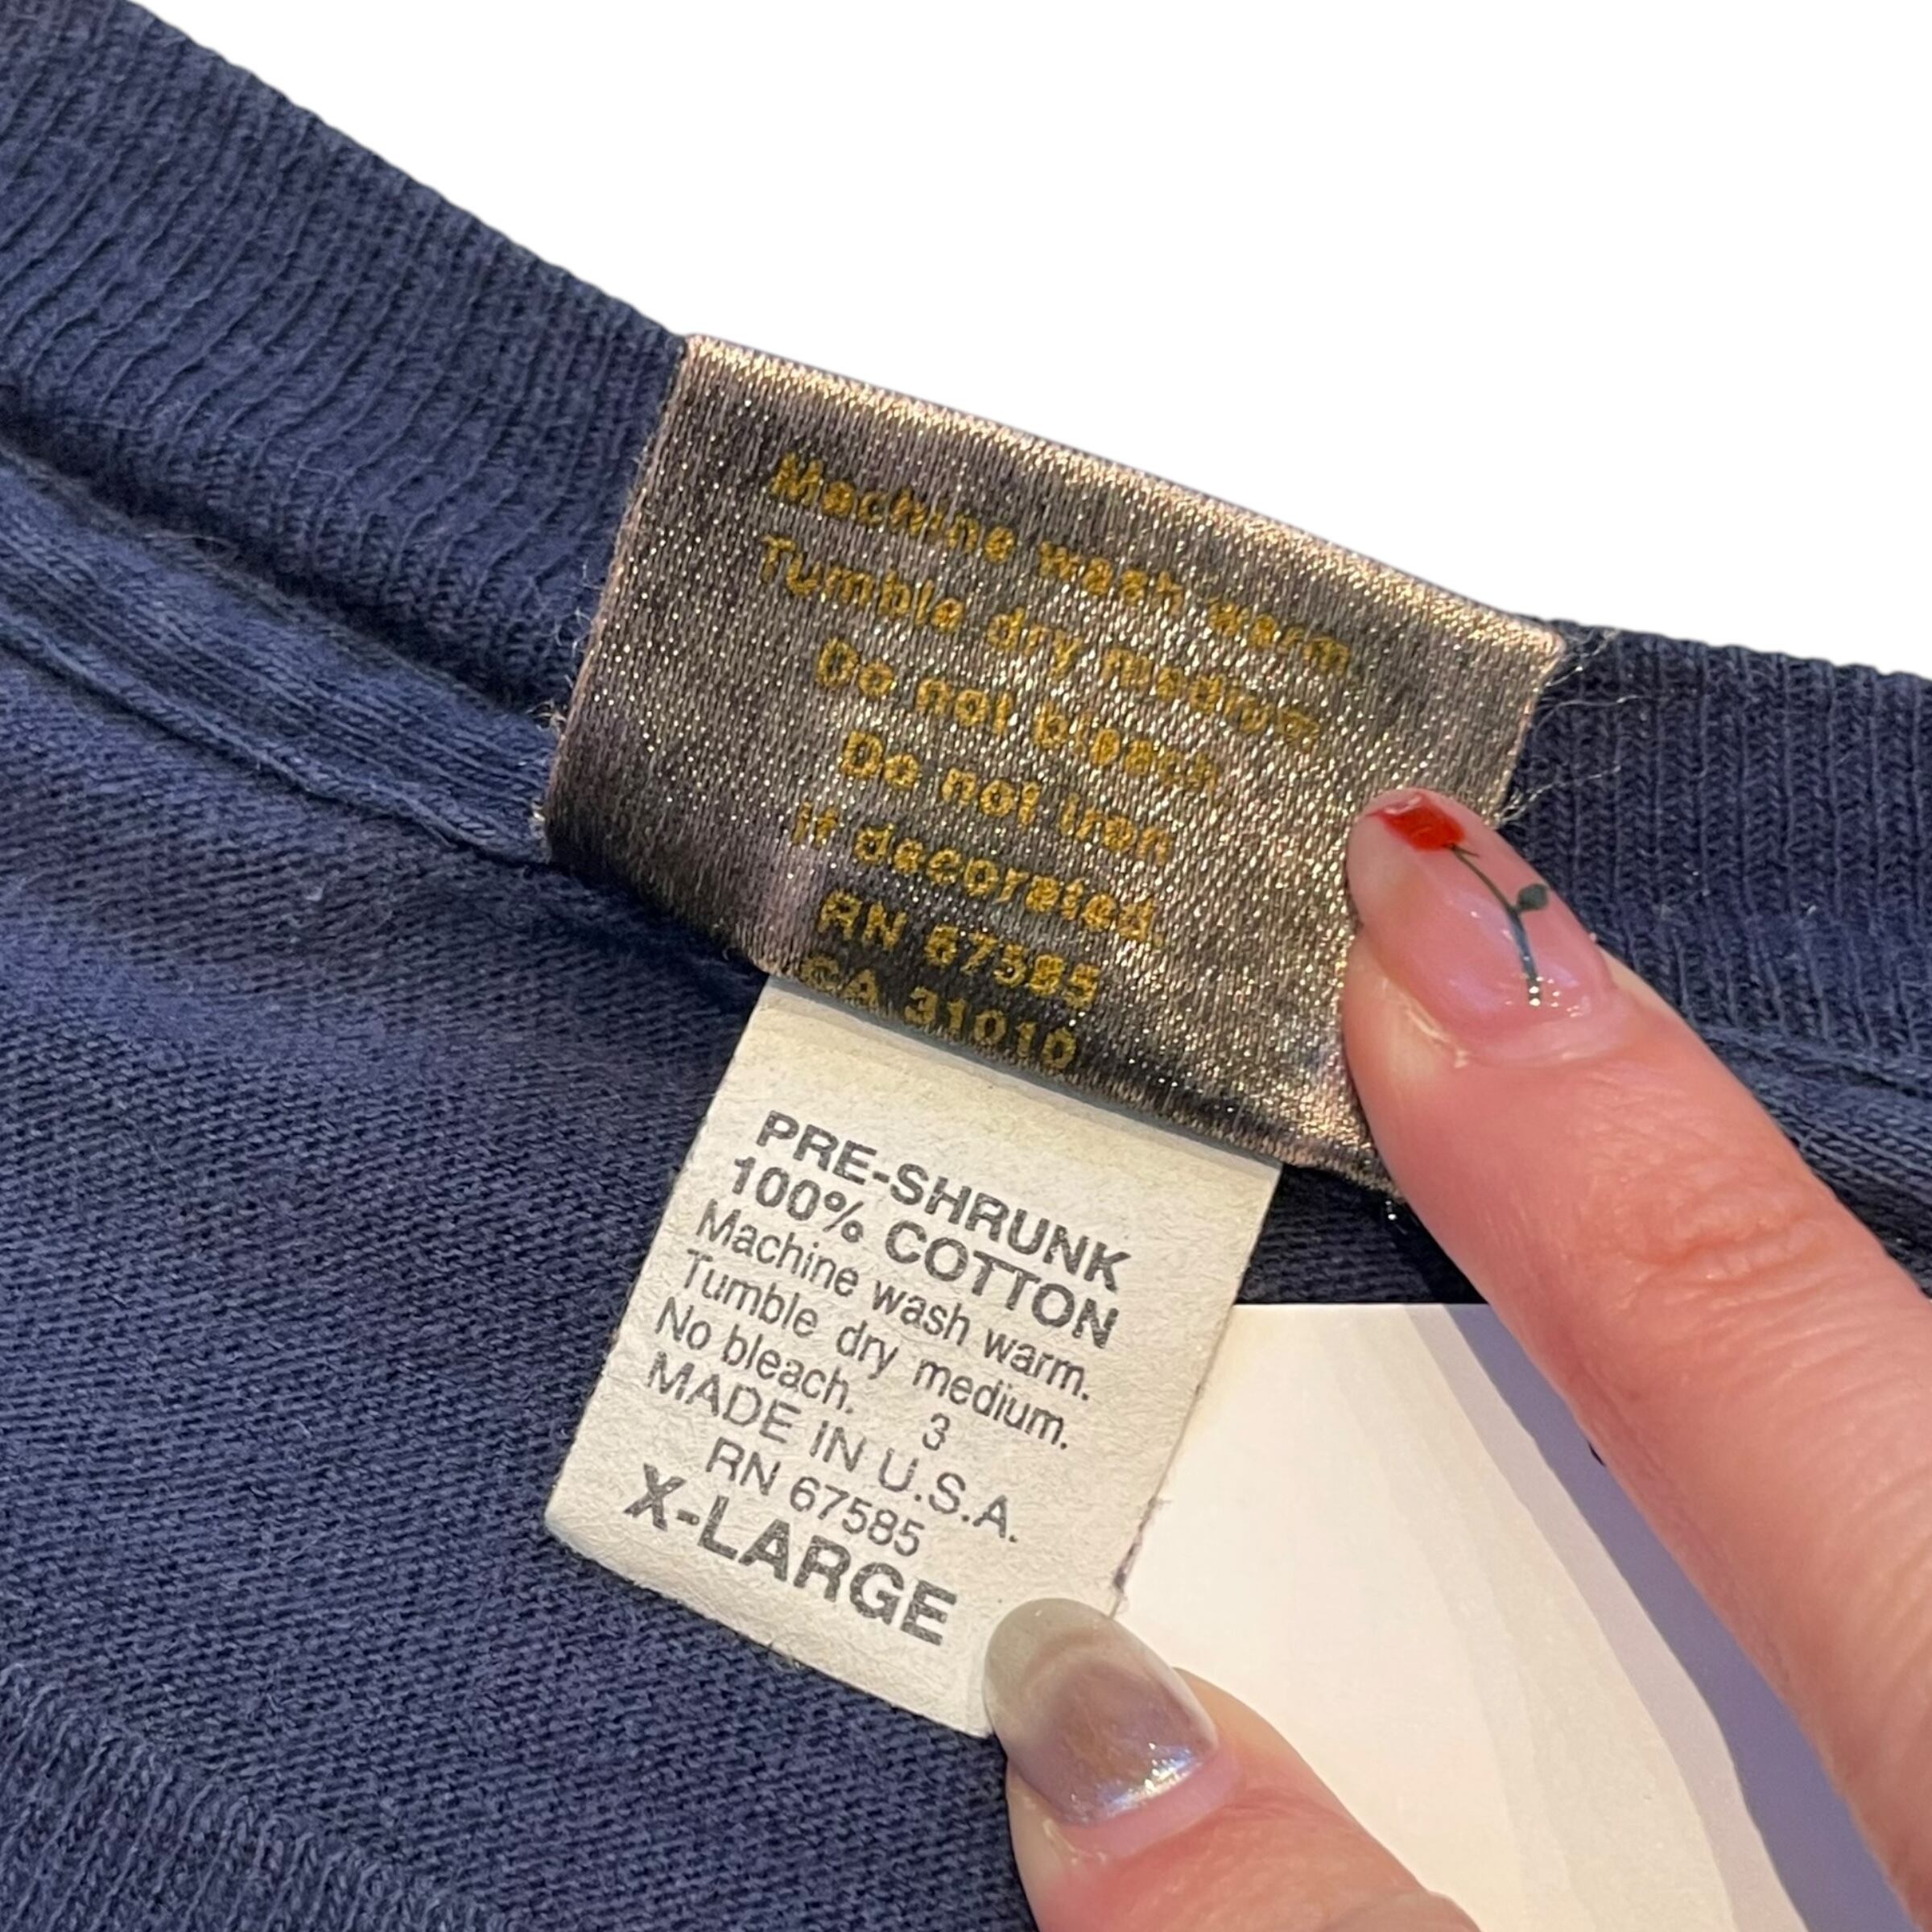 Machine wash warm.
Tumble dry medium.
Do not bleach.
Do not iron
if decorated.
RN 67585
CA 31010
PRE-SHRUNK
100% COTTON
Machine wash warm.
Tumble dry medium.
No bleach. 3
MADE IN U.S.A.
RN 67585
X-LARGE